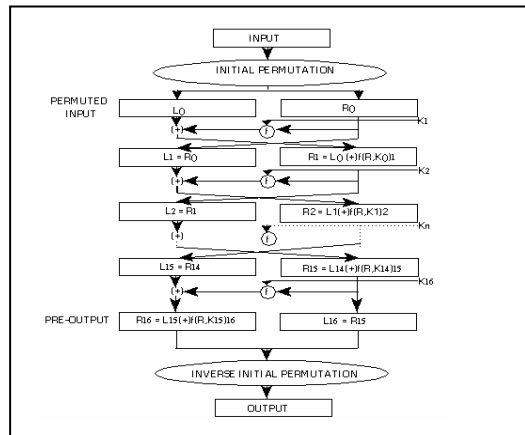 INPUT
INITIAL PERMUTATION
PERMUTED INPUT
L0
R0
K1
(+)
f
L1 = R0
R1 = L0 (+)f(R,K0)1
K2
(+)
f
L2 = R1
R2 = L1(+)f(R,K1)2
Kn
(+)
f
L15 = R14
R15 = L14(+)f(R,K14)15
K16
(+)
f
PRE-OUTPUT
R16 = L15(+)f(R,K15)16
L16 = R15
INVERSE INITIAL PERMUTATION
OUTPUT